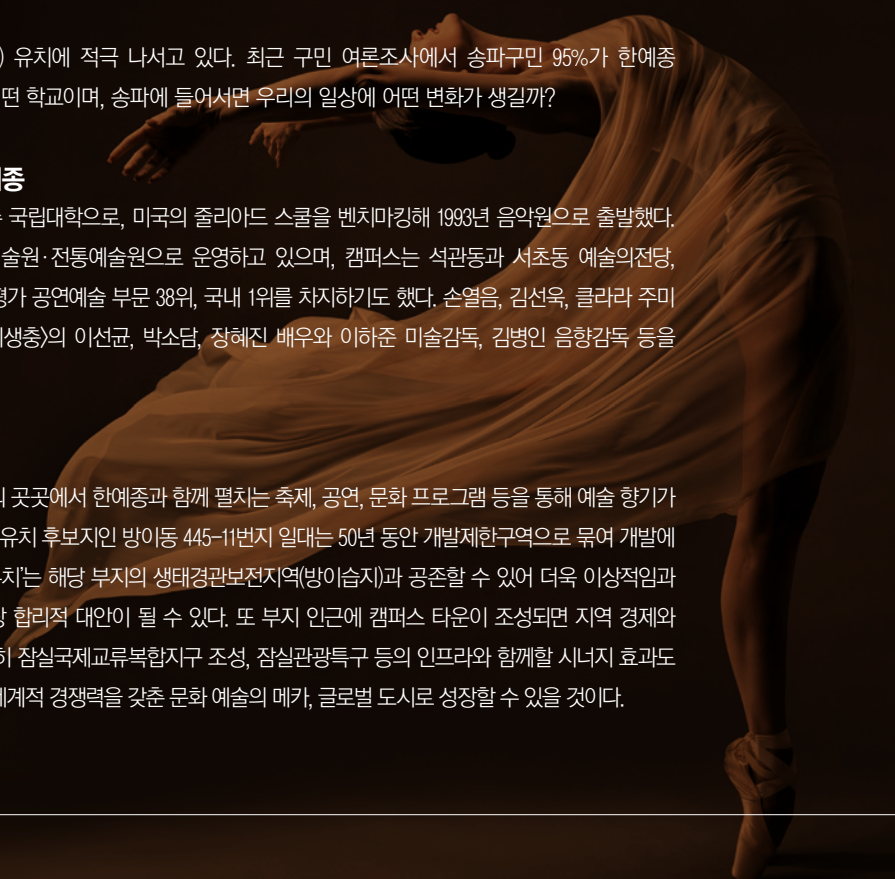 ) 유치에 적극 나서고 있다. 최근 구민 여론조사에서 송파구민 95%가 한예종
떤 학교이며, 송파에 들어서면 우리의 일상에 어떤 변화가 생길까?
종
국립대학으로, 미국의 줄리아드 스쿨을 벤치마킹해 1993년 음악원으로 출발했다.
술원·전통예술원으로 운영하고 있으며, 캠퍼스는 석관동과 서초동 예술의전당,
평가 공연예술 부문 38위, 국내 1위를 차지하기도 했다. 손열음, 김선욱, 클라라 주미
생충〉의 이선균, 박소담, 장혜진 배우와 이하준 미술감독, 김병인 음향감독 등을
곳곳에서 한예종과 함께 펼치는 축제, 공연, 문화 프로그램 등을 통해 예술 향기가
유치 후보지인 방이동 445-11번지 일대는 50년 동안 개발제한구역으로 묶여 개발에
치'는 해당 부지의 생태경관보전지역(방이습지)과 공존할 수 있어 더욱 이상적임과
합리적 대안이 될 수 있다. 또 부지 인근에 캠퍼스 타운이 조성되면 지역 경제와
히 잠실국제교류복합지구 조성, 잠실관광특구 등의 인프라와 함께할 시너지 효과도
세계적 경쟁력을 갖춘 문화 예술의 메카, 글로벌 도시로 성장할 수 있을 것이다.